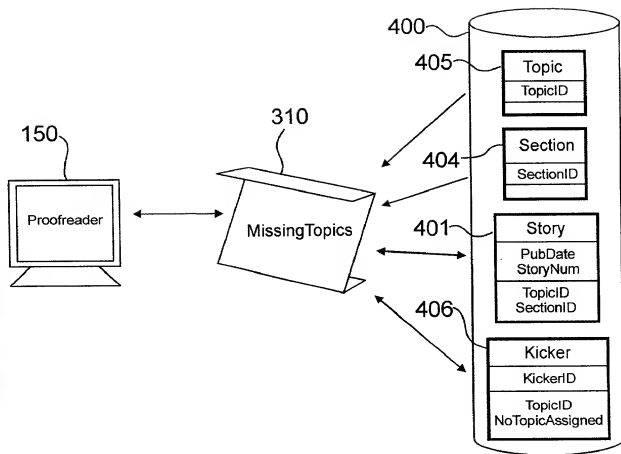 400
405
Topic
TopicID
310
150
404
Section
SectionID
Proofreader
MissingTopics
401
Story
PubDate
StoryNum
TopicID
SectionID
406
Kicker
KickerID
TopicID
NoTopicAssigned